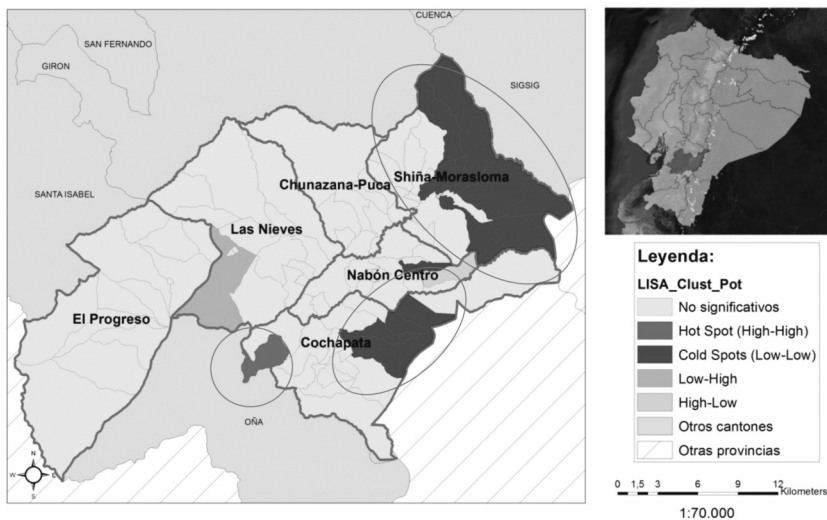 CUENCA
SAN FERNANDO
GIRON
SIGSIG
SANTA ISABEL
Chunazana-Puca
Shiña-Morasloma
Las Nieves
Nabón Centro
El Progreso
Cochapata
OÑA
N
W E
S
Leyenda:
LISA_Clust_Pot
No significativos
Hot Spot (High-High)
Cold Spots (Low-Low)
Low-High
High-Low
Otros cantones
Otras provincias
0 1,5 3 6 9 12
Kilometers
1:70.000